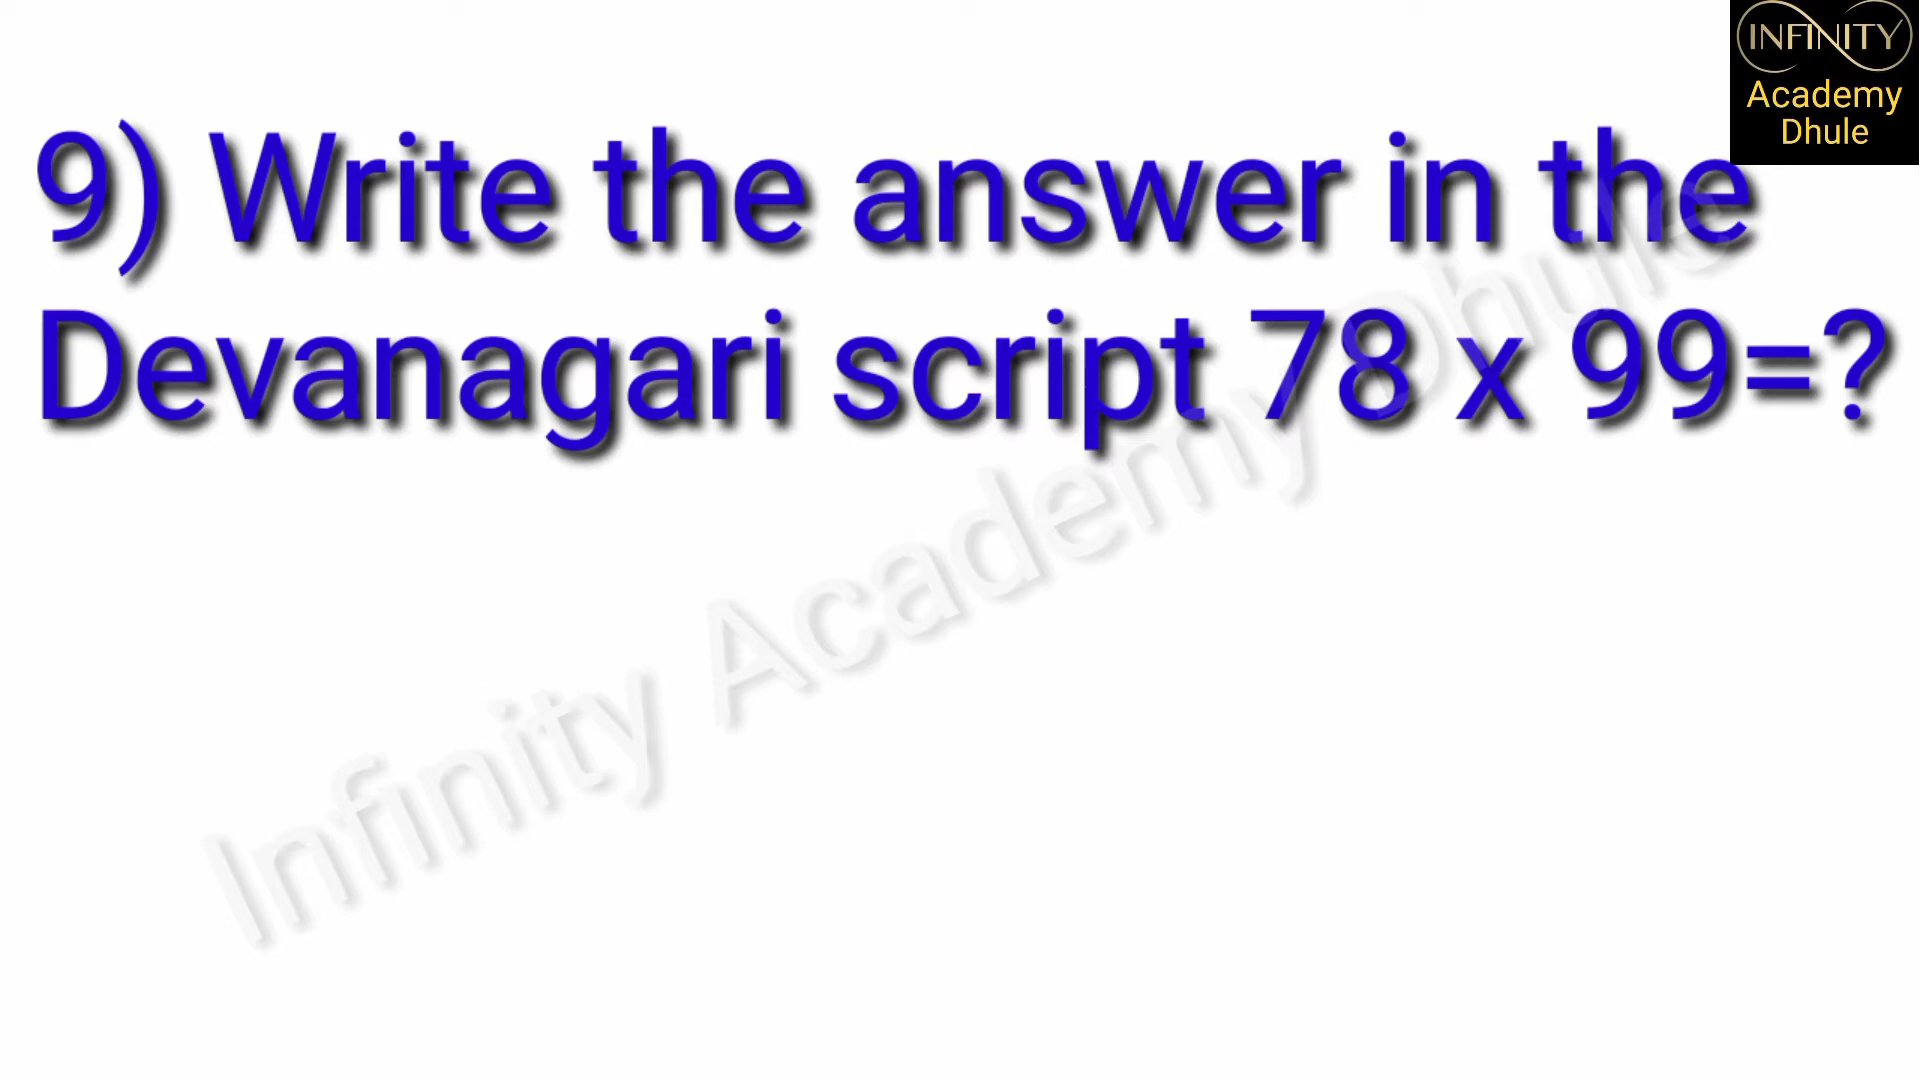 INFINITY
Academy
Dhule
9) Write the answer in the
Devanagari script 78 x 99=?
Infinity Academy Dhule